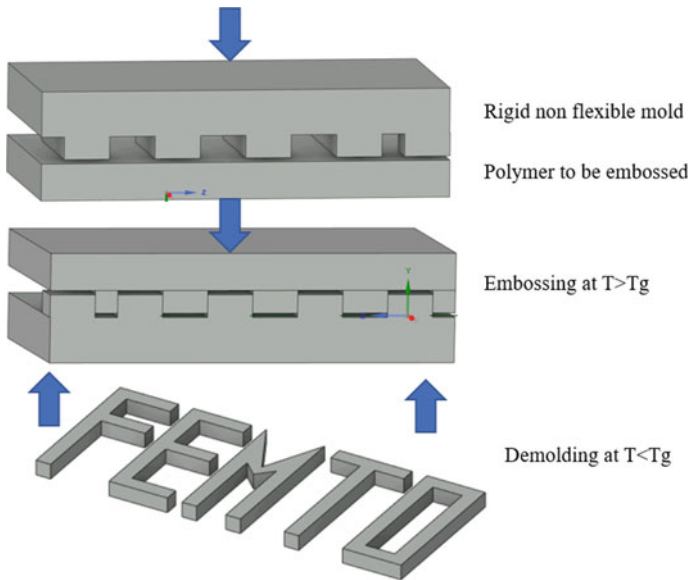 Rigid non flexible mold
Polymer to be embossed
z
Embossing at T>Tg
Y
Demolding at T<Tg
FEMTO